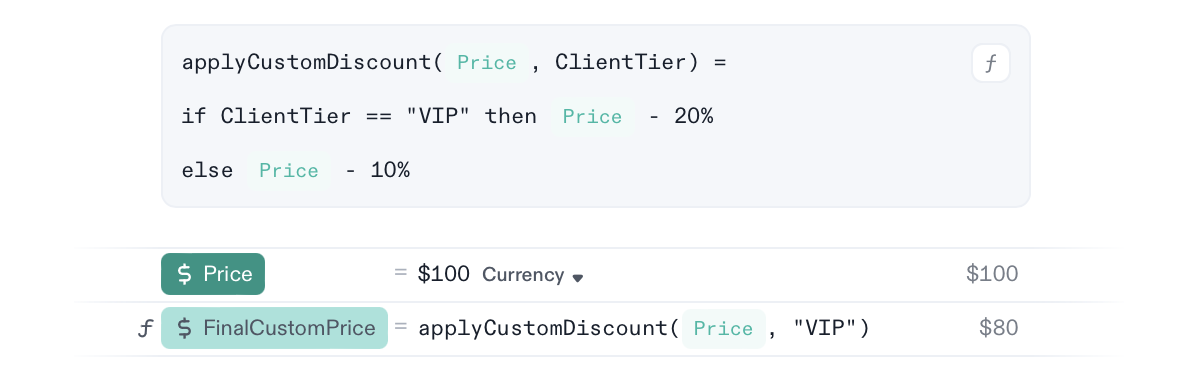 applyCustomDiscount( Price , ClientTier) =
ƒ
if ClientTier == "VIP" then Price - 20%
else Price - 10%
$ Price = $100 Currency $100
ƒ $ FinalCustomPrice = applyCustomDiscount( Price , "VIP") $80